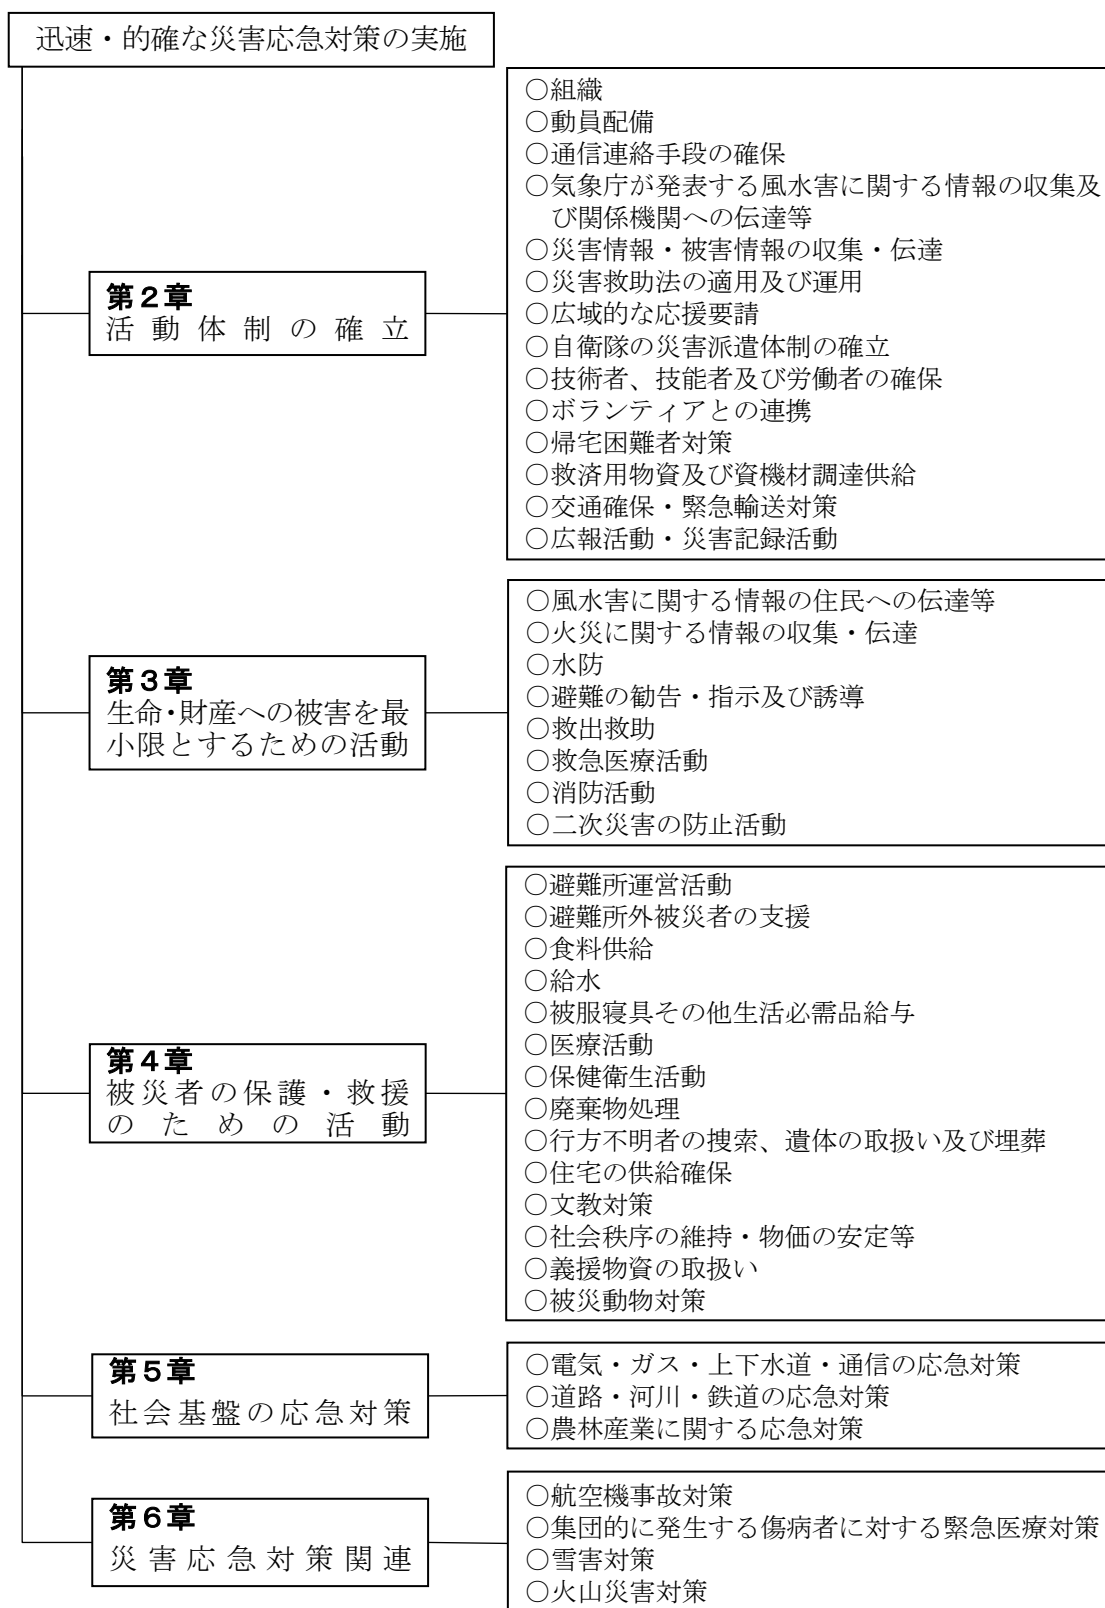 迅速・的確な災害応急対策の実施
第２章
活動体制の確立
○組織
○動員配備
○通信連絡手段の確保
○気象庁が発表する風水害に関する情報の収集及
び関係機関への伝達等
○災害情報・被害情報の収集・伝達
○災害救助法の適用及び運用
○広域的な応援要請
○自衛隊の災害派遣体制の確立
○技術者、技能者及び労働者の確保
○ボランティアとの連携
○帰宅困難者対策
○救済用物資及び資機材調達供給
○交通確保・緊急輸送対策
○広報活動・災害記録活動
第３章
生命・財産への被害を最
小限とするための活動
○風水害に関する情報の住民への伝達等
○火災に関する情報の収集・伝達
○水防
○避難の勧告・指示及び誘導
○救出救助
○救急医療活動
○消防活動
○二次災害の防止活動
第４章
被災者の保護・救援
のための活動
○避難所運営活動
○避難所外被災者の支援
○食料供給
○給水
○被服寝具その他生活必需品給与
○医療活動
○保健衛生活動
○廃棄物処理
○行方不明者の捜索、遺体の取扱い及び埋葬
○住宅の供給確保
○文教対策
○社会秩序の維持・物価の安定等
○義援物資の取扱い
○被災動物対策
第５章
社会基盤の応急対策
○電気・ガス・上下水道・通信の応急対策
○道路・河川・鉄道の応急対策
○農林産業に関する応急対策
第６章
災害応急対策関連
○航空機事故対策
○集団的に発生する傷病者に対する緊急医療対策
○雪害対策
○火山災害対策